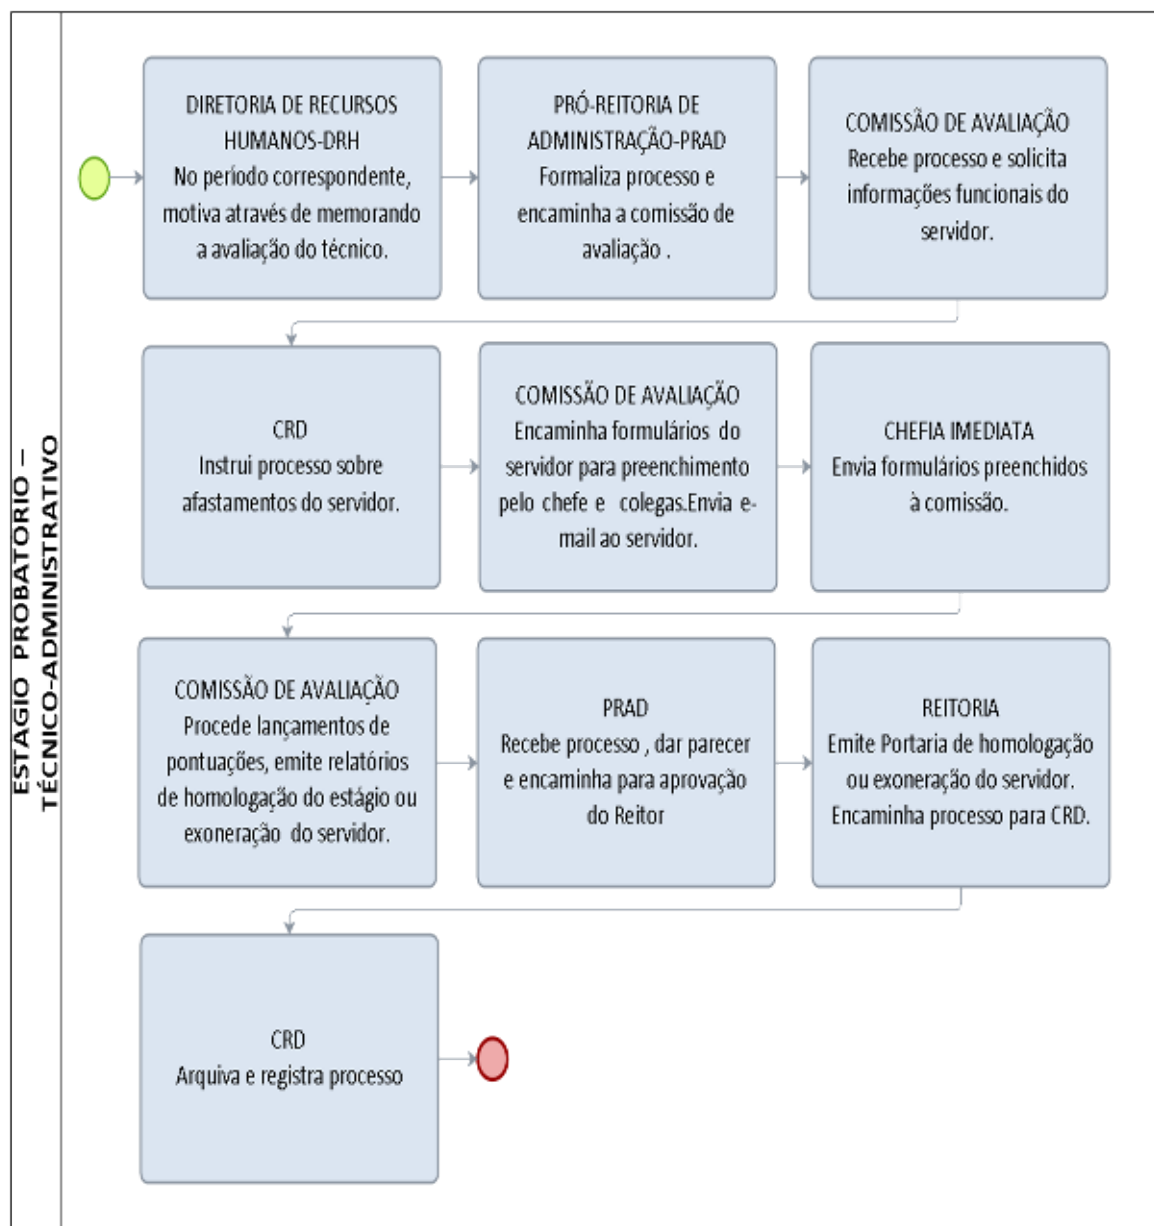 ESTAGIO PROBATORIO –
TÉCNICO-ADMINISTRATIVO
DIRETORIA DE RECURSOS
HUMANOS-DRH
No período correspondente,
motiva através de memorando
a avaliação do técnico.
PRÓ-REITORIA DE
ADMINISTRAÇÃO-PRAD
Formaliza processo e
encaminha a comissão de
avaliação .
COMISSÃO DE AVALIAÇÃO
Recebe processo e solicita
informações funcionais do
servidor.
CRD
Instrui processo sobre
afastamentos do servidor.
COMISSÃO DE AVALIAÇÃO
Encaminha formulários do
servidor para preenchimento
pelo chefe e colegas.Envia e-
mail ao servidor.
CHEFIA IMEDIATA
Envia formulários preenchidos
à comissão.
COMISSÃO DE AVALIAÇÃO
Procede lançamentos de
pontuações, emite relatórios
de homologação do estágio ou
exoneração do servidor.
PRAD
Recebe processo , dar parecer
e encaminha para aprovação
do Reitor
REITORIA
Emite Portaria de homologação
ou exoneração do servidor.
Encaminha processo para CRD.
CRD
Arquiva e registra processo